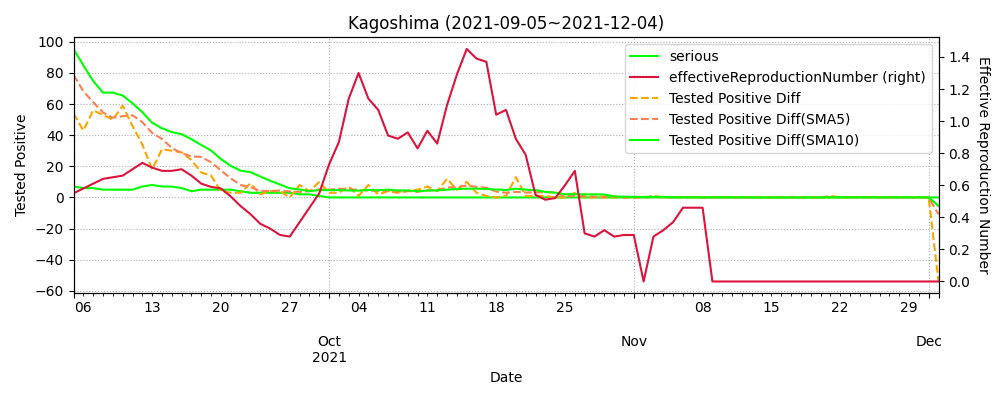 Kagoshima (2021-09-05~2021-12-04)
100
80
60
40
20
0
−20
−40
−60
Tested Positive
serious
effectiveReproductionNumber (right)
Tested Positive Diff
Tested Positive Diff(SMA5)
Tested Positive Diff(SMA10)
1.4
1.2
1.0
0.8
0.6
0.4
0.2
0.0
Effective Reproduction Number
06 13 20 27 04 11 18 25 08 15 22 29
Oct Nov Dec
2021
Date